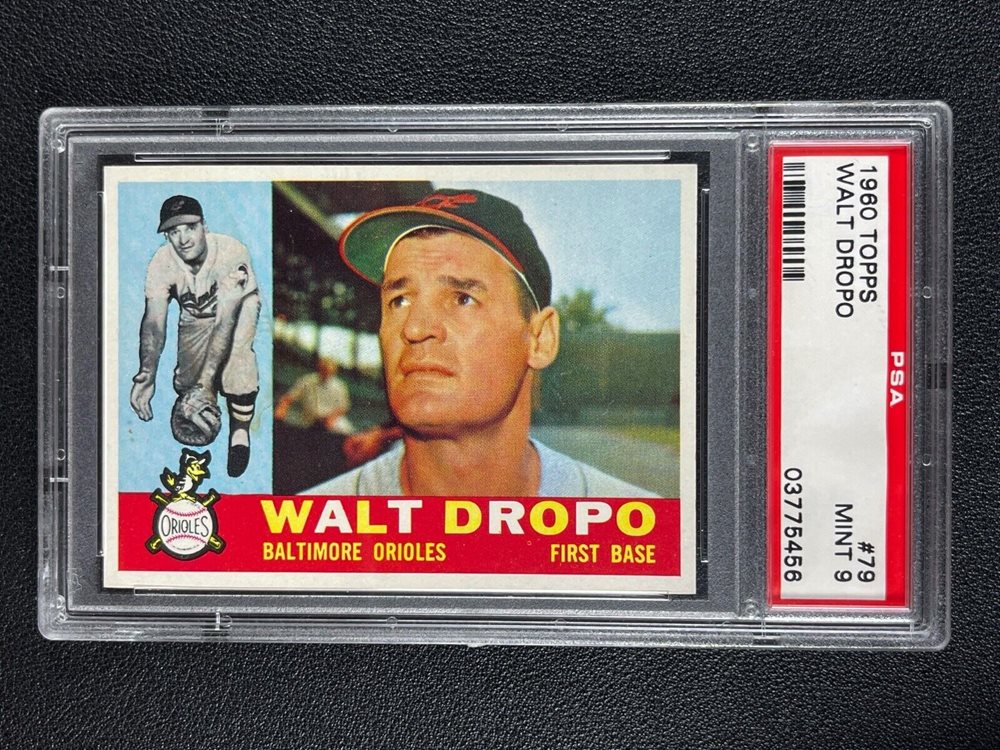 WALT DROPO
BALTIMORE ORIOLES FIRST BASE
ORIOLES
1960 TOPPS #79
WALT DROPO MINT 9
PSA 03775456